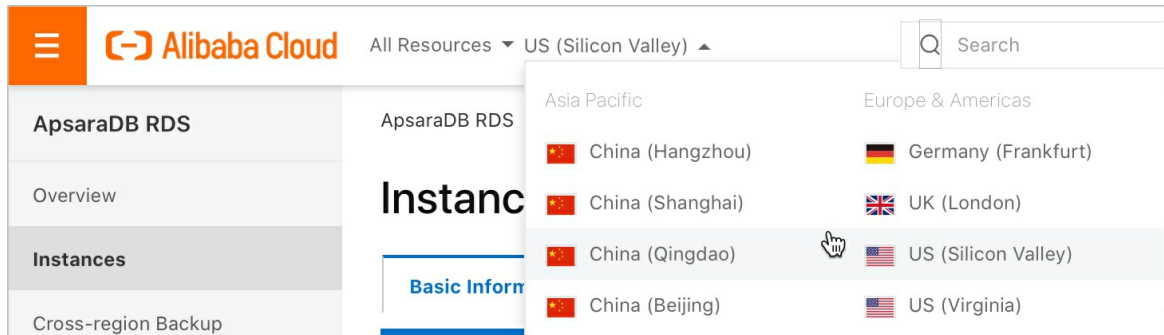 Alibaba Cloud All Resources US (Silicon Valley) Search
ApsaraDB RDS
Overview
Instances
Cross-region Backup
ApsaraDB RDS
Instanc
Basic Inform
Asia Pacific
China (Hangzhou)
China (Shanghai)
China (Qingdao)
China (Beijing)
Europe & Americas
Germany (Frankfurt)
UK (London)
US (Silicon Valley)
US (Virginia)